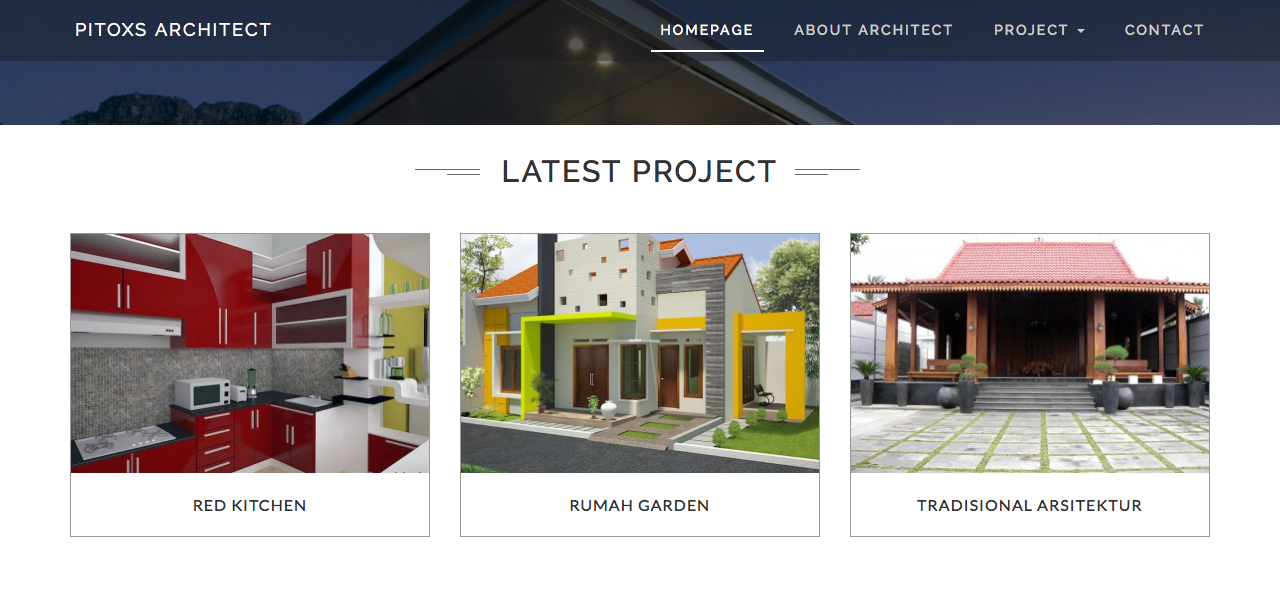 PITOXS ARCHITECT
HOMEPAGE
ABOUT ARCHITECT
PROJECT
CONTACT
LATEST PROJECT
RED KITCHEN
RUMAH GARDEN
TRADISIONAL ARSITEKTUR